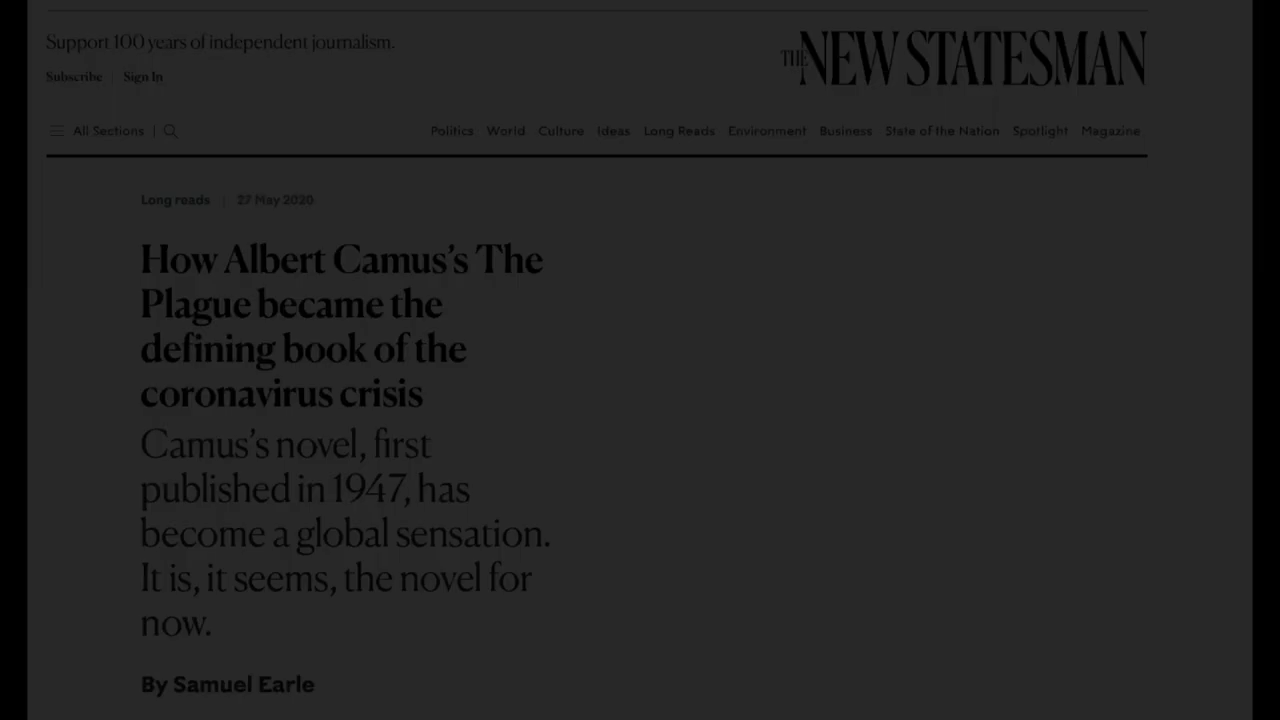 Support 100 years of independent journalism.
THE NEW STATESMAN
Subscribe | Sign In
All Sections |
Politics World Culture Ideas Long Reads Environment Business State of the Nation Spotlight Magazine
Long reads | 27 May 2020
How Albert Camus’s The
Plague became the
defining book of the
coronavirus crisis
Camus’s novel, first
published in 1947, has
become a global sensation.
It is, it seems, the novel for
now.
By Samuel Earle